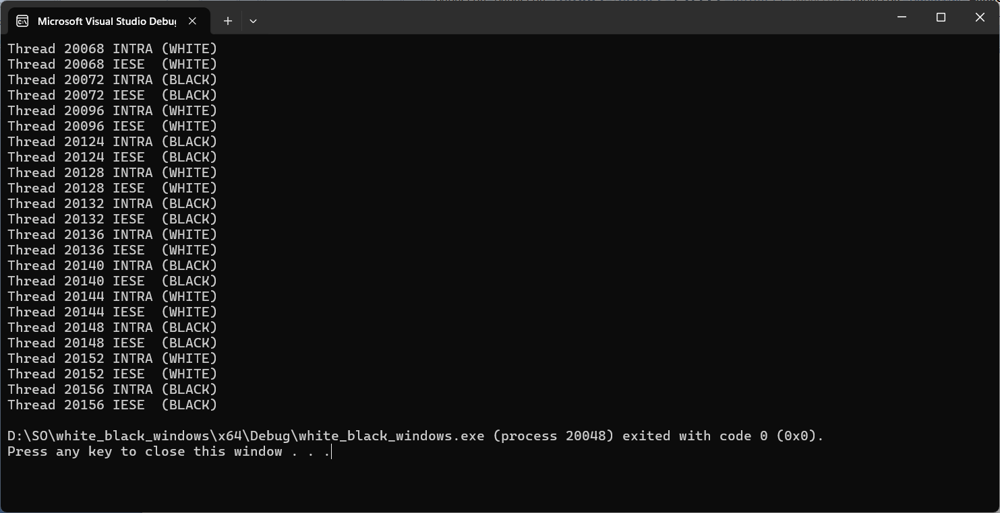 Microsoft Visual Studio Debu
Thread 20068 INTRA (WHITE)
Thread 20068 IESE  (WHITE)
Thread 20072 INTRA (BLACK)
Thread 20072 IESE  (BLACK)
Thread 20096 INTRA (WHITE)
Thread 20096 IESE  (WHITE)
Thread 20124 INTRA (BLACK)
Thread 20124 IESE  (BLACK)
Thread 20128 INTRA (WHITE)
Thread 20128 IESE  (WHITE)
Thread 20132 INTRA (BLACK)
Thread 20132 IESE  (BLACK)
Thread 20136 INTRA (WHITE)
Thread 20136 IESE  (WHITE)
Thread 20140 INTRA (BLACK)
Thread 20140 IESE  (BLACK)
Thread 20144 INTRA (WHITE)
Thread 20144 IESE  (WHITE)
Thread 20148 INTRA (BLACK)
Thread 20148 IESE  (BLACK)
Thread 20152 INTRA (WHITE)
Thread 20152 IESE  (WHITE)
Thread 20156 INTRA (BLACK)
Thread 20156 IESE  (BLACK)
D:\SO\white_black_windows\x64\Debug\white_black_windows.exe (process 20048) exited with code 0 (0x0).
Press any key to close this window . . .